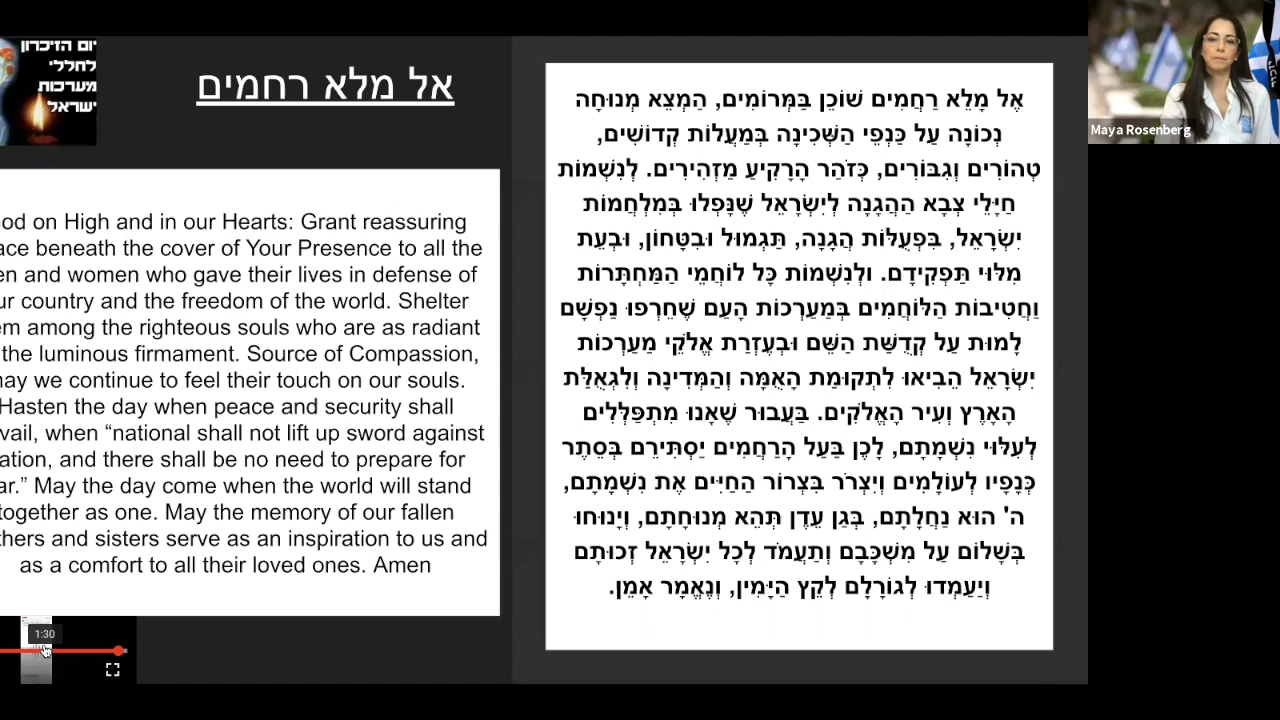 יום הזיכרון
לחללי
מערכות
ישראל
אל מלא רחמים
od on High and in our Hearts: Grant reassuring
ace beneath the cover of Your Presence to all the
en and women who gave their lives in defense of
ur country and the freedom of the world. Shelter
em among the righteous souls who are as radiant
the luminous firmament. Source of Compassion,
may we continue to feel their touch on our souls.
Hasten the day when peace and security shall
vail, when “national shall not lift up sword against
ation, and there shall be no need to prepare for
ar.” May the day come when the world will stand
together as one. May the memory of our fallen
thers and sisters serve as an inspiration to us and
as a comfort to all their loved ones. Amen
אֶל מָלֵא רַחֲמִים שׁוֹכֵן בַּמְּרוֹמִים, הַמְצֵא מְנוּחָה
נְכוֹנָה עַל כַּנְפֵי הַשְּׁכִינָה בְּמַעֲלוֹת קְדוֹשִׁים,
טְהוֹרִים וְגִבּוֹרִים, כְּזֹהַר הָרָקִיעַ מַזְהִירִים. לְנִשְׁמוֹת
חַיָּלֵי צְבָא הַהֲגָנָה לְיִשְׂרָאֵל שֶׁנָּפְלוּ בְּמִלְחֲמוֹת
יִשְׂרָאֵל, בִּפְעֻלּוֹת הֲגָנָה, תַּגְמוּל וּבִטָּחוֹן, וּבְעֵת
מִלּוּי תַּפְקִידָם. וּלְנִשְׁמוֹת כָּל לוֹחֲמֵי הַמַּחְתָּרוֹת
וַחֲטִיבוֹת הַלּוֹחֲמִים בְּמַעַרְכוֹת הָעַם שֶׁחֵרְפוּ נַפְשָׁם
לָמוּת עַל קְדֻשַּׁת הַשֵּׁם וּבְעֶזְרַת אֱלֹקֵי מַעַרְכוֹת
יִשְׂרָאֵל הֵבִיאוּ לִתְקוּמַת הָאֻמָּה וְהַמְּדִינָה וְלִגְאֻלַּת
הָאָרֶץ וְעִיר הָאֱלֹקִים. בַּעֲבוּר שֶׁאָנוּ מִתְפַּלְּלִים
לְעִלּוּי נִשְׁמָתָם, לָכֵן בַּעַל הָרַחֲמִים יַסְתִּירֵם בְּסֵתֶר
כְּנָפָיו לְעוֹלָמִים וְיִצְרֹר בִּצְרוֹר הַחַיִּים אֶת נִשְׁמָתָם,
ה' הוּא נַחֲלָתָם, בְּגַן עֵדֶן תְּהֵא מְנוּחָתָם, וְיָנוּחוּ
בְּשָׁלוֹם עַל מִשְׁכָּבָם וְתַעֲמֹד לְכָל יִשְׂרָאֵל זְכוּתָם
וְיַעַמְדוּ לְגוֹרָלָם לְקֵץ הַיָּמִין, וְנֶאֱמָר אָמֵן.
Maya Rosenberg
1:30